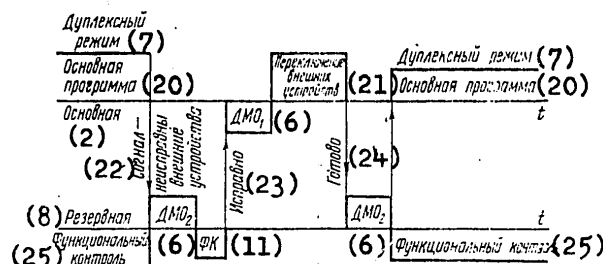 Дуплексный
режим (7)
Основная
программа (20)
Основная
(2)
(22)
Сигнал –
неисправны
внешние
устройства
ДМО₁ (6)
Исправно
(23)
Переключение
внешних
устройств
(21)
Готово
(24)
Дуплексный режим (7)
Основная программа (20)
t
(8) Резервная
ДМО₂
(6)
ФК (11)
ДМО₂
(6)
t
Функциональный
(25) контроль
Функциональный контроль (25)